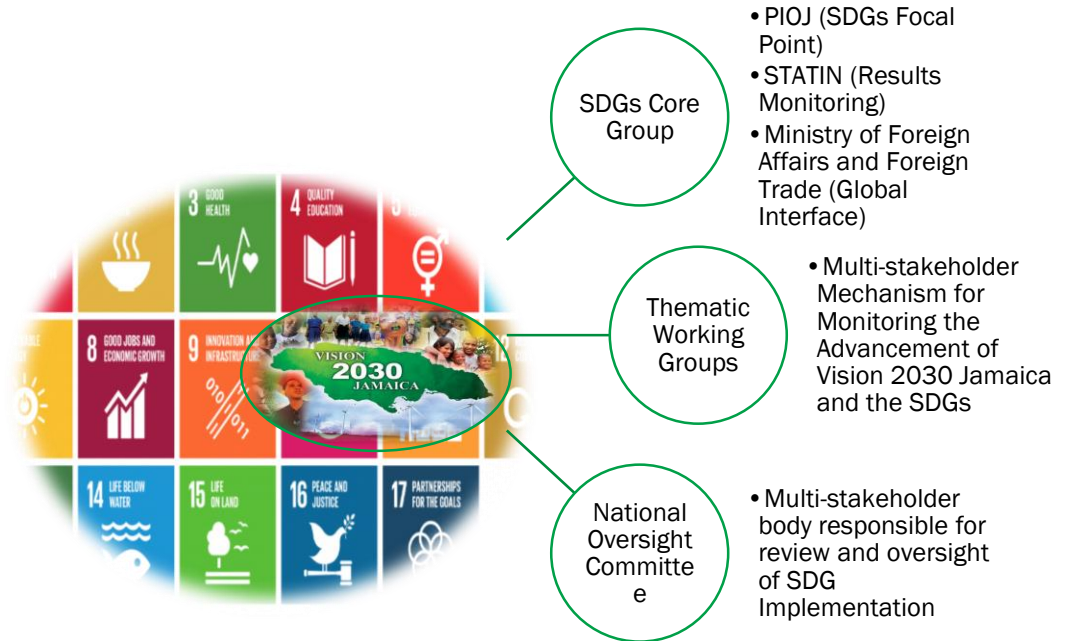 3 GOOD
HEALTH
4 QUALITY
EDUCATION
8 GOOD JOBS AND
ECONOMIC GROWTH
9 INNOVATION A
INFRASTRUCTUR
010
011
VISION
2030
JAMAICA
14 LIFE BELOW
WATER
15 LIFE
ON LAND
16 PEACE AND
JUSTICE
17 PARTNERSHIPS
FOR THE GOALS
SDGs Core
Group
•PIOJ (SDGs Focal
Point)
•STATIN (Results
Monitoring)
•Ministry of Foreign
Affairs and Foreign
Trade (Global
Interface)
Thematic
Working
Groups
•Multi-stakeholder
Mechanism for
Monitoring the
Advancement of
Vision 2030 Jamaica
and the SDGs
National
Oversight
Committe
e
•Multi-stakeholder
body responsible for
review and oversight
of SDG
Implementation